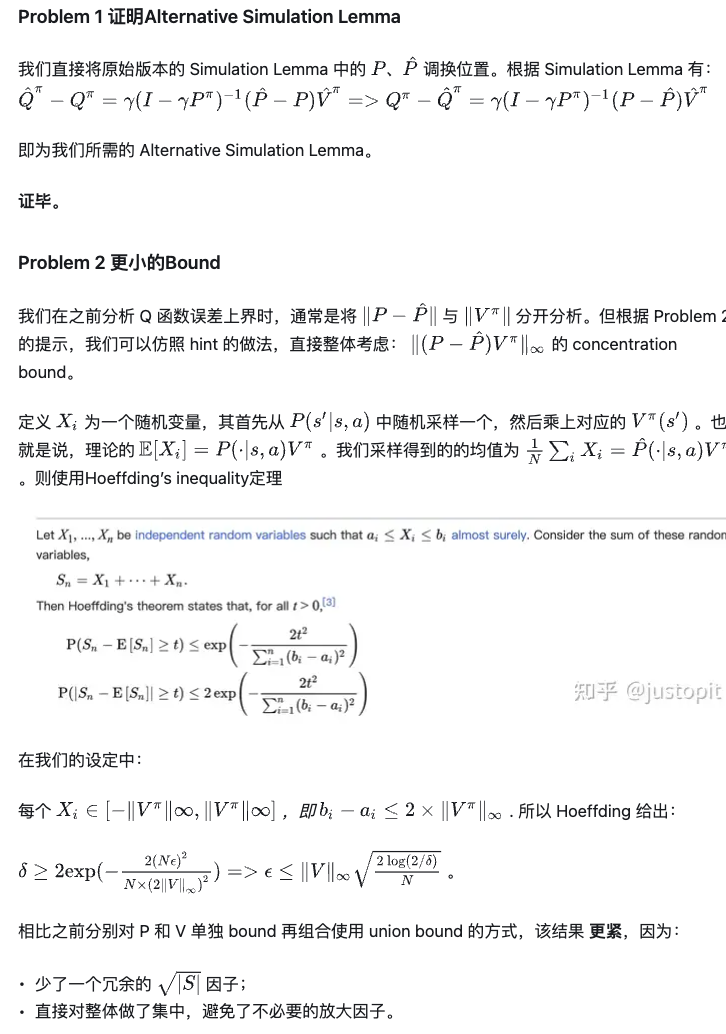 Problem 1 证明Alternative Simulation Lemma
我们直接将原始版本的 Simulation Lemma 中的 $P$、$\hat{P}$ 调换位置。根据 Simulation Lemma 有：
$\hat{Q}^\pi - Q^\pi = \gamma(I - \gamma P^\pi)^{-1}(\hat{P} - P)\hat{V}^\pi => Q^\pi - \hat{Q}^\pi = \gamma(I - \gamma P^\pi)^{-1}(P - \hat{P})\hat{V}^\pi$
即为我们所需的 Alternative Simulation Lemma。
证毕。
Problem 2 更小的Bound
我们在之前分析 Q 函数误差上界时，通常是将 $\|P - \hat{P}\|$ 与 $\|V^\pi\|$ 分开分析。但根据 Problem 2
的提示，我们可以仿照 hint 的做法，直接整体考虑：$\|(P - \hat{P})V^\pi\|_\infty$ 的 concentration
bound。
定义 $X_i$ 为一个随机变量，其首先从 $P(s'|s,a)$ 中随机采样一个，然后乘上对应的 $V^\pi(s')$。也
就是说，理论的 $\mathbb{E}[X_i] = P(\cdot|s,a)V^\pi$ 。我们采样得到的的均值为 $\frac{1}{N}\sum_i X_i = \hat{P}(\cdot|s,a)V^\pi$
。则使用Hoeffding's inequality定理
Let $X_1, ..., X_n$ be independent random variables such that $a_i \leq X_i \leq b_i$ almost surely. Consider the sum of these random
variables,
$S_n = X_1 + \cdots + X_n.$
Then Hoeffding's theorem states that, for all $t > 0$,[3]
$P(S_n - E[S_n] \geq t) \leq \exp\left(-\frac{2t^2}{\sum_{i=1}^n (b_i - a_i)^2}\right)$
$P(|S_n - E[S_n]| \geq t) \leq 2\exp\left(-\frac{2t^2}{\sum_{i=1}^n (b_i - a_i)^2}\right)$
知乎 @justopit
在我们的设定中：
每个 $X_i \in [-\|V^\pi\|\infty, \|V^\pi\|\infty]$ ，即 $b_i - a_i \leq 2 \times \|V^\pi\|_\infty$ . 所以 Hoeffding 给出：
$\delta \geq 2\exp(-\frac{2(N\epsilon)^2}{N \times (2\|V\|_\infty)^2}) => \epsilon \leq \|V\|_\infty \sqrt{\frac{2\log(2/\delta)}{N}}$ 。
相比之前分别对 P 和 V 单独 bound 再组合使用 union bound 的方式，该结果 更紧，因为：
• 少了一个冗余的 $\sqrt{|S|}$ 因子；
• 直接对整体做了集中，避免了不必要的放大因子。